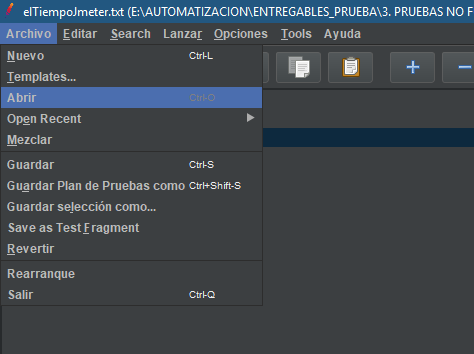 elTiempoJmeter.txt (E:\AUTOMATIZACION\ENTREGABLES_PRUEBA\3. PRUEBAS NO F
Archivo Editar Search Lanzar Opciones Tools Ayuda
Nuevo Ctrl-L
Templates...
Abrir Ctrl-O
Open Recent
Mezclar
Guardar Ctrl-S
Guardar Plan de Pruebas como Ctrl+Shift-S
Guardar selección como...
Save as Test Fragment
Revertir
Rearranque
Salir Ctrl-Q